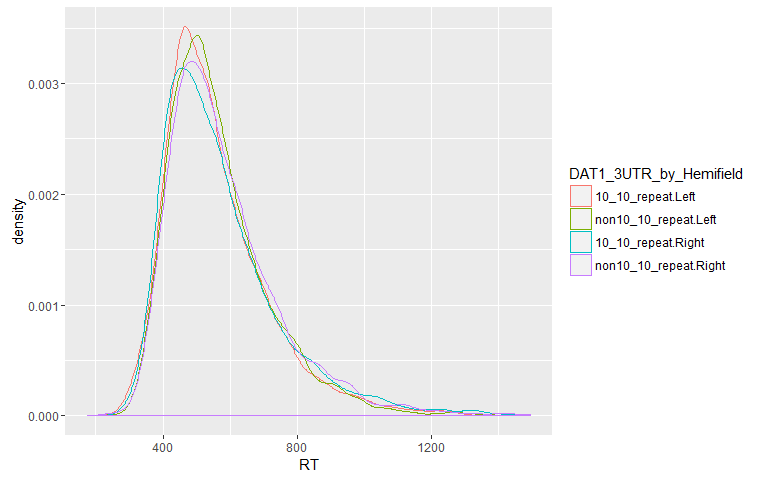 0.003
0.002
0.001
0.000
density
400
800
1200
RT
DAT1_3UTR_by_Hemifield
10_10_repeat.Left
non10_10_repeat.Left
10_10_repeat.Right
non10_10_repeat.Right